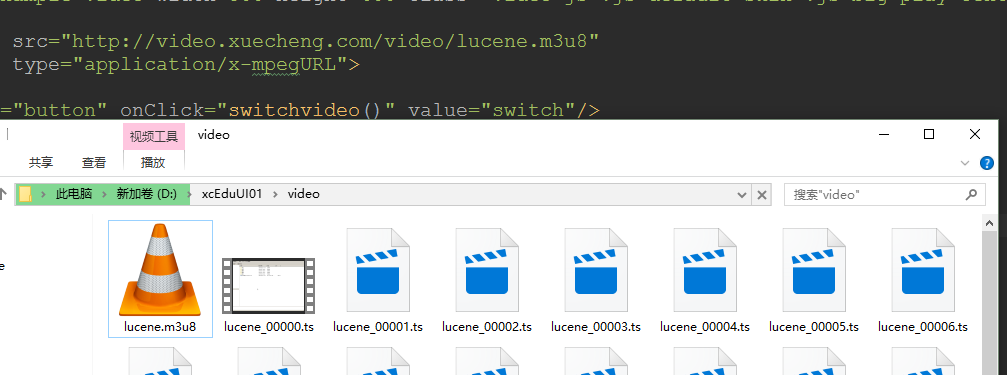 src="http://video.xuecheng.com/video/lucene.m3u8"
type="application/x-mpegURL">
="button" onClick="switchvideo()" value="switch"/>
视频工具 video
共享 查看 播放
此电脑 新加卷 (D:) xcEduUI01 video 搜索"video"
lucene.m3u8 lucene_00000.ts lucene_00001.ts lucene_00002.ts lucene_00003.ts lucene_00004.ts lucene_00005.ts lucene_00006.ts